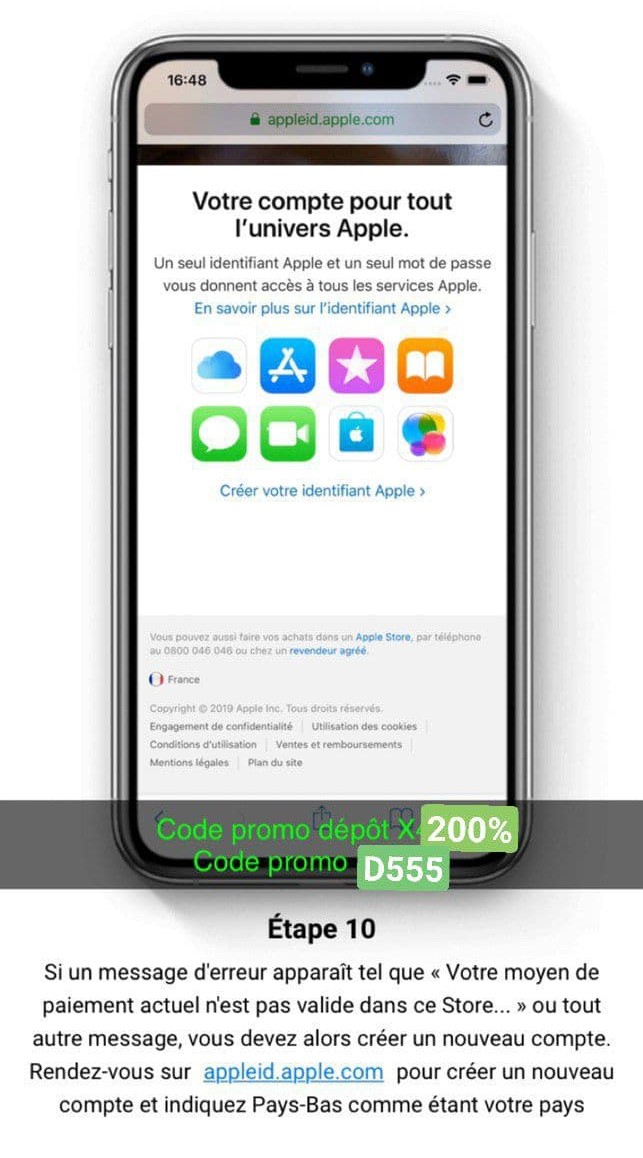 16:48
appleid.apple.com
Votre compte pour tout
l'univers Apple.
Un seul identifiant Apple et un seul mot de passe
vous donnent accès à tous les services Apple.
En savoir plus sur l'identifiant Apple >
Créer votre identifiant Apple >
Vous pouvez aussi faire vos achats dans un Apple Store, par téléphone
au 0800 046 046 ou chez un revendeur agréé.
France
Copyright © 2019 Apple Inc. Tous droits réservés.
Engagement de confidentialité | Utilisation des cookies |
Conditions d'utilisation | Ventes et remboursements |
Mentions légales | Plan du site
Code promo dépôt X 200%
Code promo D555
Étape 10
Si un message d'erreur apparaît tel que « Votre moyen de
paiement actuel n'est pas valide dans ce Store... » ou tout
autre message, vous devez alors créer un nouveau compte.
Rendez-vous sur appleid.apple.com pour créer un nouveau
compte et indiquez Pays-Bas comme étant votre pays